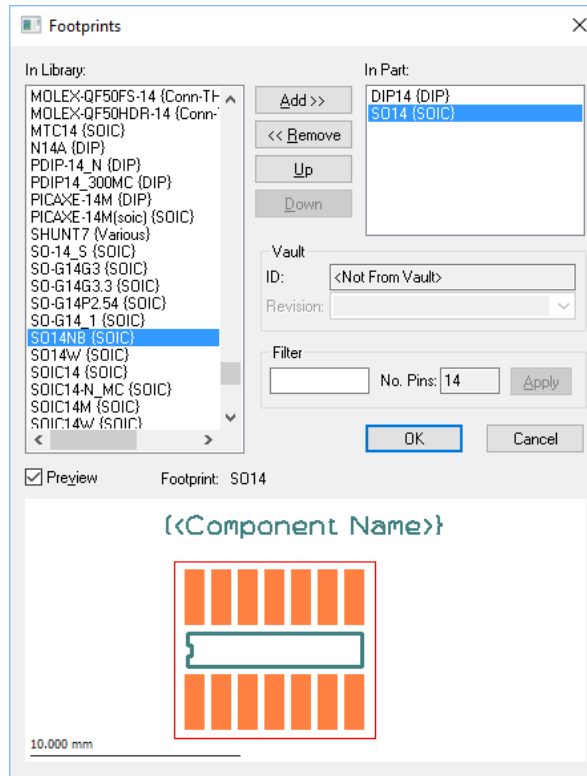 Footprints
In Library:
MOLEX-QF50FS-14 {Conn-TH
MOLEX-QF50HDR-14 {Conn-
MTC14 {SOIC}
N14A {DIP}
PDIP-14_N {DIP}
PDIP14_300MC {DIP}
PICAXE-14M {DIP}
PICAXE-14M(soic) {SOIC}
SHUNT7 {Various}
SO-14_S {SOIC}
SO-G14G3 {SOIC}
SO-G14G3.3 {SOIC}
SO-G14P2.54 {SOIC}
SO-G14_1 {SOIC}
SO14NB {SOIC}
SO14W {SOIC}
SOIC14 {SOIC}
SOIC14-N_MC {SOIC}
SOIC14M {SOIC}
SOIC14W {SOIC}
Add >>
<< Remove
Up
Down
In Part:
DIP14 {DIP}
SO14 {SOIC}
Vault
ID: <Not From Vault>
Revision:
Filter
No. Pins: 14 Apply
OK Cancel
Preview Footprint: SO14
{<Component Name>}
10.000 mm